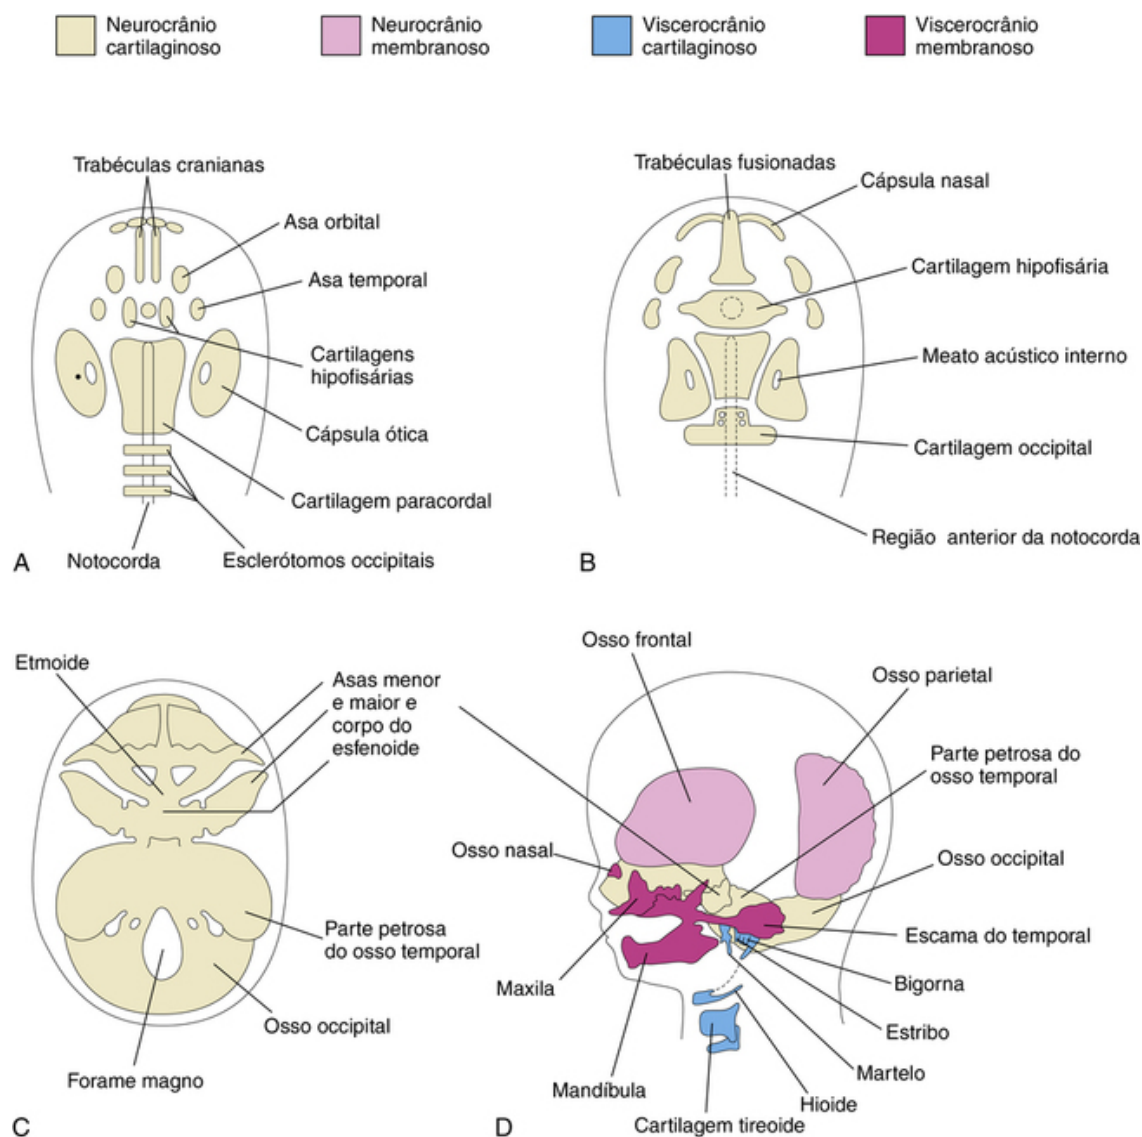 Neurocrânio
cartilaginoso
Neurocrânio
membranoso
Viscerocrânio
cartilaginoso
Viscerocrânio
membranoso
Trabéculas cranianas
Asa orbital
Asa temporal
Cartilagens
hipofisárias
Cápsula ótica
Cartilagem paracordal
Notocorda
Esclerótomos occipitais
A
Trabéculas fusionadas
Cápsula nasal
Cartilagem hipofisária
Meato acústico interno
Cartilagem occipital
Região anterior da notocorda
B
Etmoide
Asas menor
e maior e
corpo do
esfenoide
Parte petrosa
do osso temporal
Osso occipital
Forame magno
C
Osso frontal
Osso parietal
Parte petrosa do
osso temporal
Osso nasal
Osso occipital
Escama do temporal
Maxila
Bigorna
Estribo
Martelo
Mandíbula
Hioide
Cartilagem tireoide
D